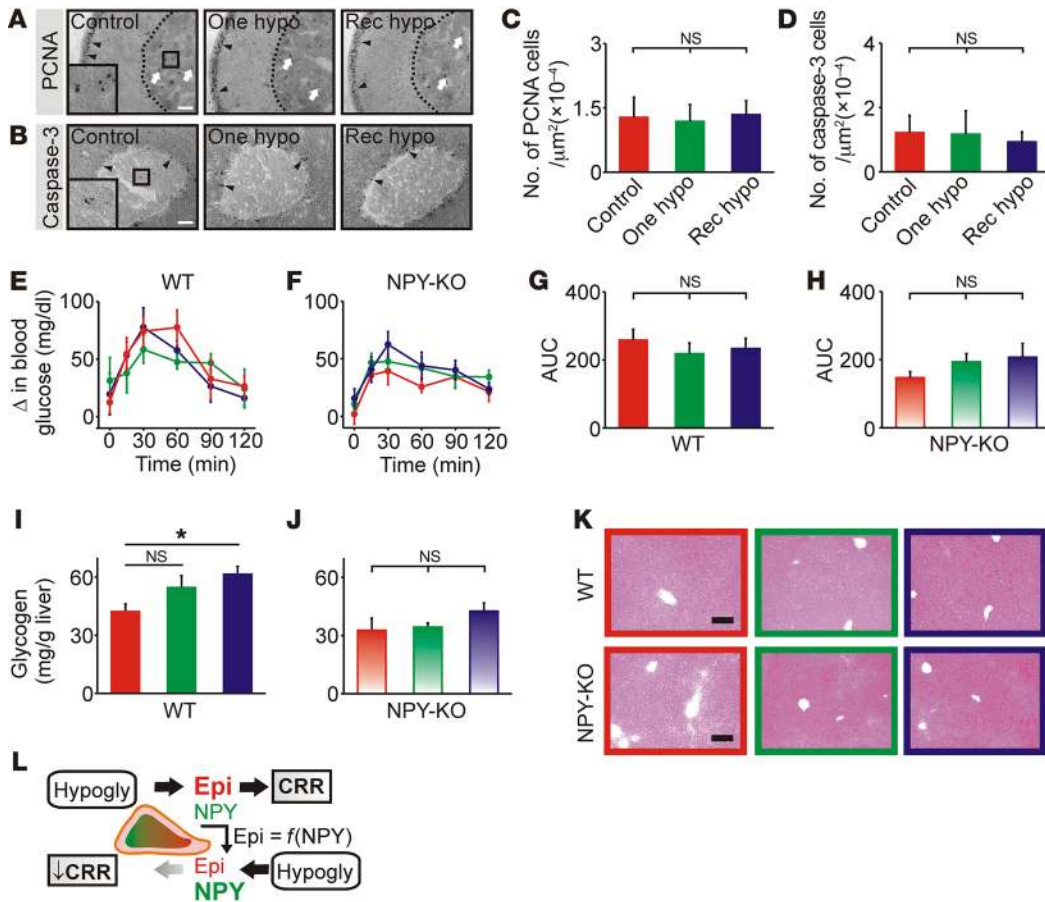 A
PCNA
Control
One hypo
Rec hypo
B
Caspase-3
Control
One hypo
Rec hypo
C
No. of PCNA cells
/μm²(×10⁻⁴)
3
1.5
0
NS
Control
One hypo
Rec hypo
D
No. of caspase-3 cells
/μm²(×10⁻⁴)
3
1.5
0
NS
Control
One hypo
Rec hypo
E
WT
Δ in blood
glucose (mg/dl)
100
50
0
0 30 60 90 120
Time (min)
F
NPY-KO
100
50
0
0 30 60 90 120
Time (min)
G
AUC
400
200
0
NS
WT
H
AUC
400
200
0
NS
NPY-KO
I
Glycogen
(mg/g liver)
60
30
0
*
NS
WT
J
60
30
0
NS
NPY-KO
K
WT
NPY-KO
L
Hypogly
Epi
CRR
NPY
Epi = f(NPY)
↓CRR
Epi
Hypogly
NPY